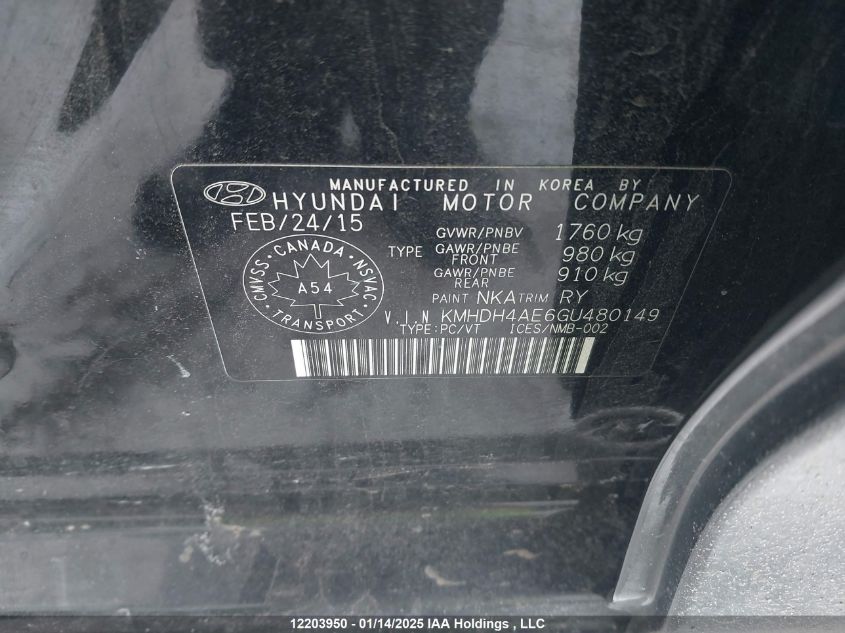 MANUFACTURED IN KOREA BY
HYUNDAI MOTOR COMPANY
FEB/24/15
GVWR/PNBV 1760 kg
TYPE GAWR/PNBE FRONT 980 kg
GAWR/PNBE REAR 910 kg
CANADA
CMVSS NSVAC
A54
TRANSPORT
PAINT NKA TRIM RY
V.I.N KMHDH4AE6GU480149
TYPE:PC/VT ICES/NMB-002
12203950 - 01/14/2025 IAA Holdings , LLC